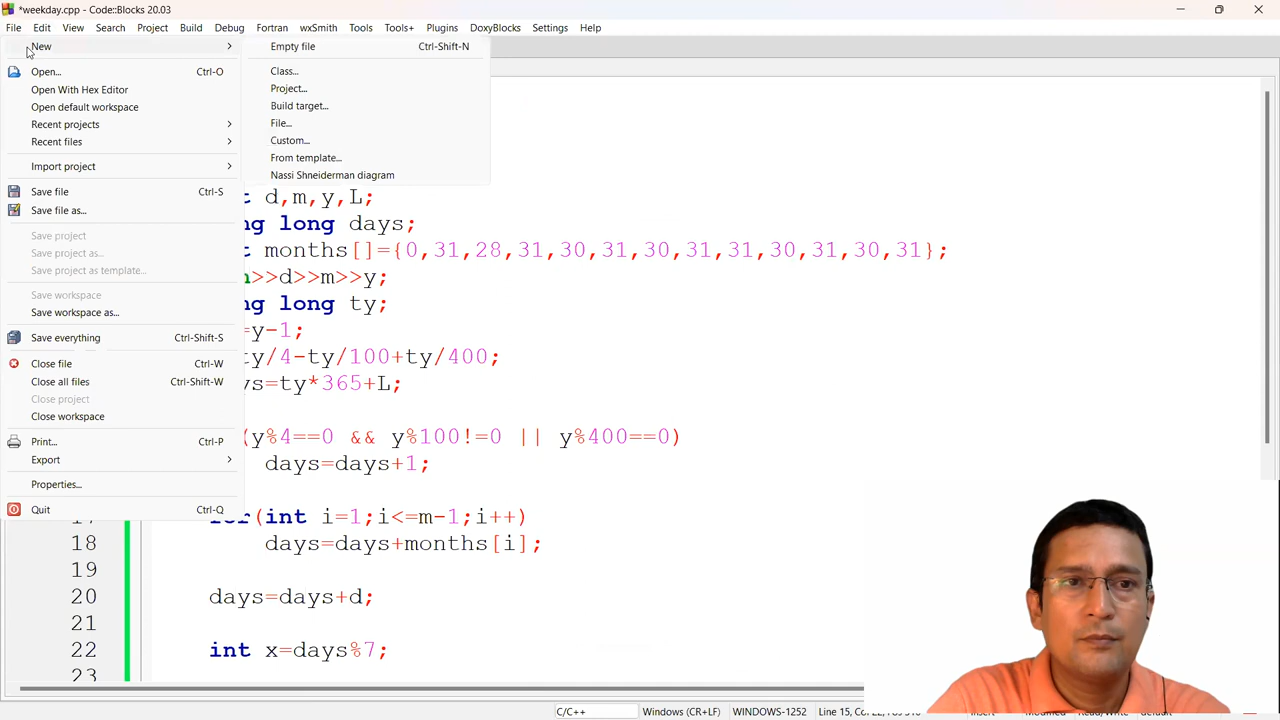 *weekday.cpp - Code::Blocks 20.03
File Edit View Search Project Build Debug Fortran wxSmith Tools Tools+ Plugins DoxyBlocks Settings Help
New
Open... Ctrl-O
Open With Hex Editor
Open default workspace
Recent projects
Recent files
Import project
Save file Ctrl-S
Save file as...
Save project
Save project as...
Save project as template...
Save workspace
Save workspace as...
Save everything Ctrl-Shift-S
Close file Ctrl-W
Close all files Ctrl-Shift-W
Close project
Close workspace
Print... Ctrl-P
Export
Properties...
Quit Ctrl-Q
Empty file Ctrl-Shift-N
Class...
Project...
Build target...
File...
Custom...
From template...
Nassi Shneiderman diagram
d,m,y,L;
long days;
months[]={0,31,28,31,30,31,30,31,31,30,31,30,31};
>>d>>m>>y;
long ty;
=y-1;
ty/4-ty/100+ty/400;
=ty*365+L;
(y%4==0 && y%100!=0 || y%400==0)
days=days+1;
for(int i=1;i<=m-1;i++)
18 days=days+months[i];
19
20 days=days+d;
21
22 int x=days%7;
23
C/C++ Windows (CR+LF) WINDOWS-1252